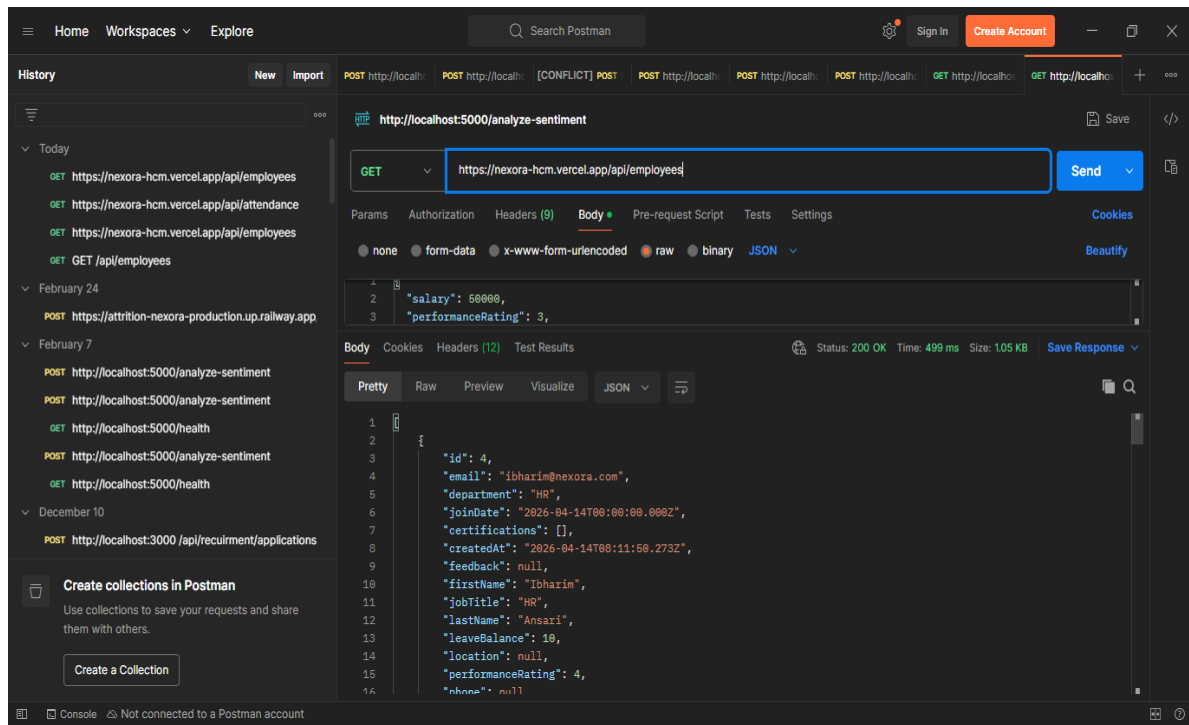 Home Workspaces Explore Search Postman Sign In Create Account
History New Import POST http://localh POST http://localh [CONFLICT] POST POST http://localh POST http://localh POST http://localh GET http://localho GET http://localho
HTTP http://localhost:5000/analyze-sentiment Save
Today
GET https://nexora-hcm.vercel.app/api/employees
GET https://nexora-hcm.vercel.app/api/attendance
GET https://nexora-hcm.vercel.app/api/employees
GET GET /api/employees
February 24
POST https://attrition-nexora-production.up.railway.app
February 7
POST http://localhost:5000/analyze-sentiment
POST http://localhost:5000/analyze-sentiment
GET http://localhost:5000/health
POST http://localhost:5000/analyze-sentiment
GET http://localhost:5000/health
December 10
POST http://localhost:3000 /api/recuirment/applications
Create collections in Postman
Use collections to save your requests and share
them with others.
Create a Collection
GET https://nexora-hcm.vercel.app/api/employees Send
Params Authorization Headers (9) Body Pre-request Script Tests Settings Cookies
none form-data x-www-form-urlencoded raw binary JSON Beautify
1 {
2 "salary": 50000,
3 "performanceRating": 3,
Body Cookies Headers (12) Test Results Status: 200 OK Time: 499 ms Size: 1.05 KB Save Response
Pretty Raw Preview Visualize JSON
1 [
2 {
3 "id": 4,
4 "email": "ibharim@nexora.com",
5 "department": "HR",
6 "joinDate": "2026-04-14T00:00:00.000Z",
7 "certifications": [],
8 "createdAt": "2026-04-14T08:11:50.273Z",
9 "feedback": null,
10 "firstName": "Ibharim",
11 "jobTitle": "HR",
12 "lastName": "Ansari",
13 "leaveBalance": 10,
14 "location": null,
15 "performanceRating": 4,
16 "phone": null
Console Not connected to a Postman account